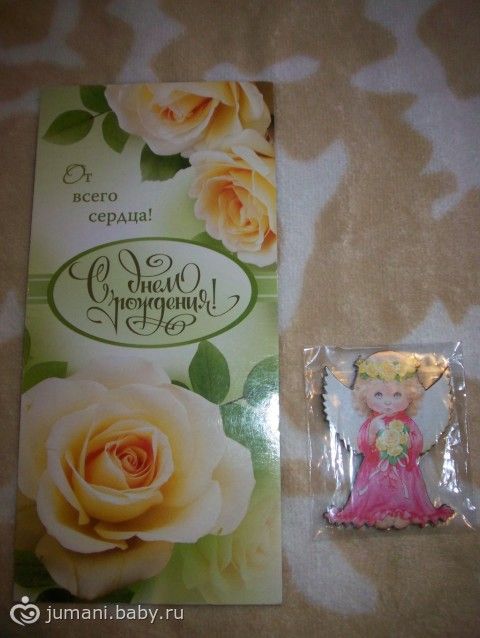 От
всего
сердца!
С днем
рождения!
jumani.baby.ru